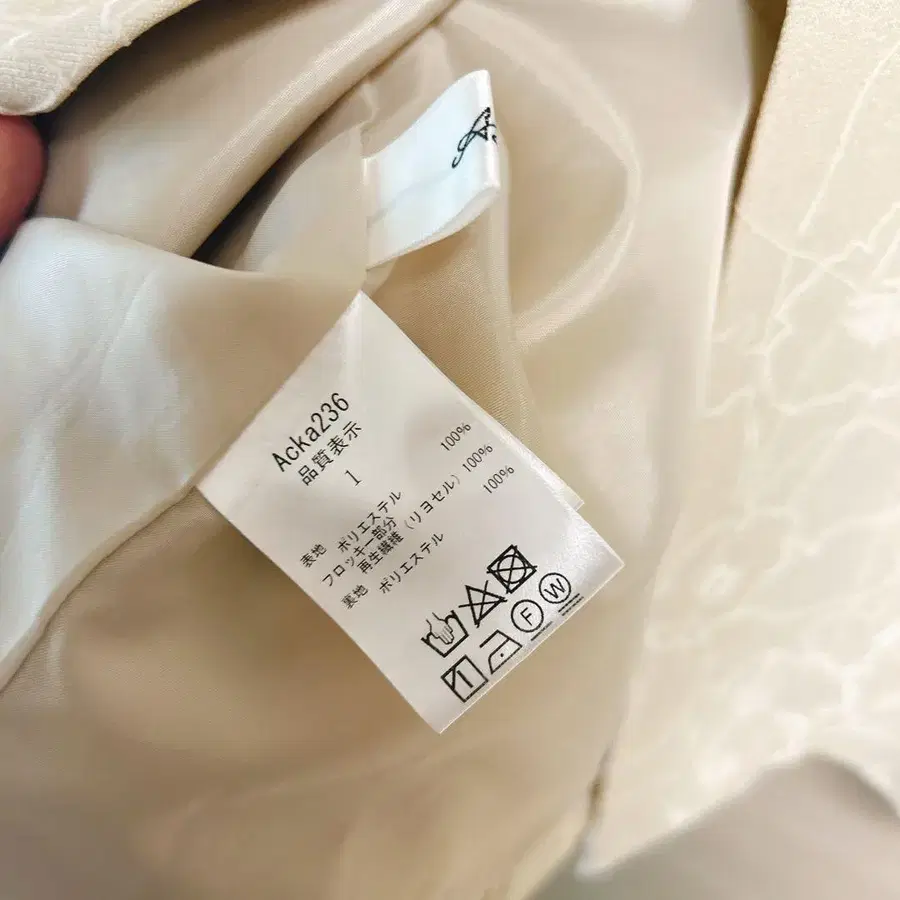 Acka236
品質表示
1
表地 ポリエステル 100%
フロッキー部分
再生繊維(リヨセル) 100%
裏地 ポリエステル 100%
F W